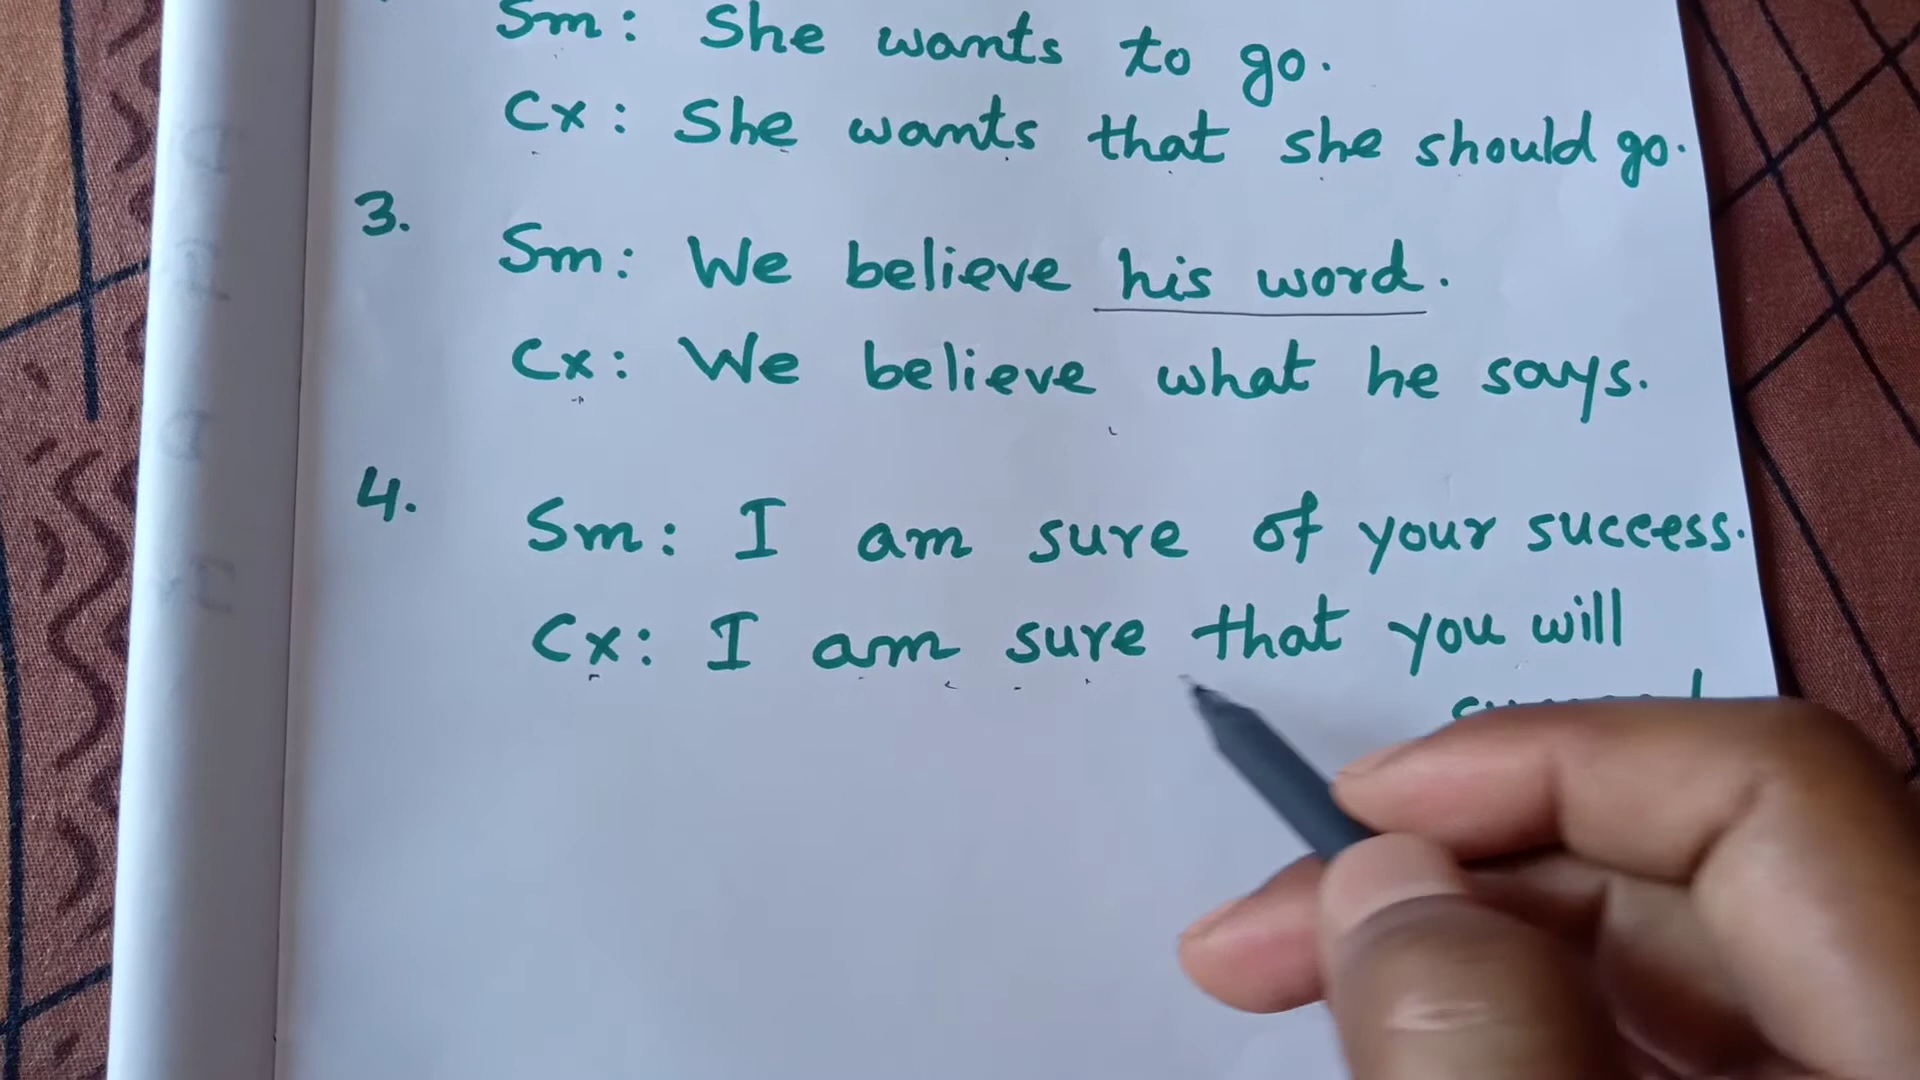 Sm: She wants to go.
Cx: She wants that she should go.
3.
Sm: We believe his word.
Cx: We believe what he says.
4.
Sm: I am sure of your success.
Cx: I am sure that you will